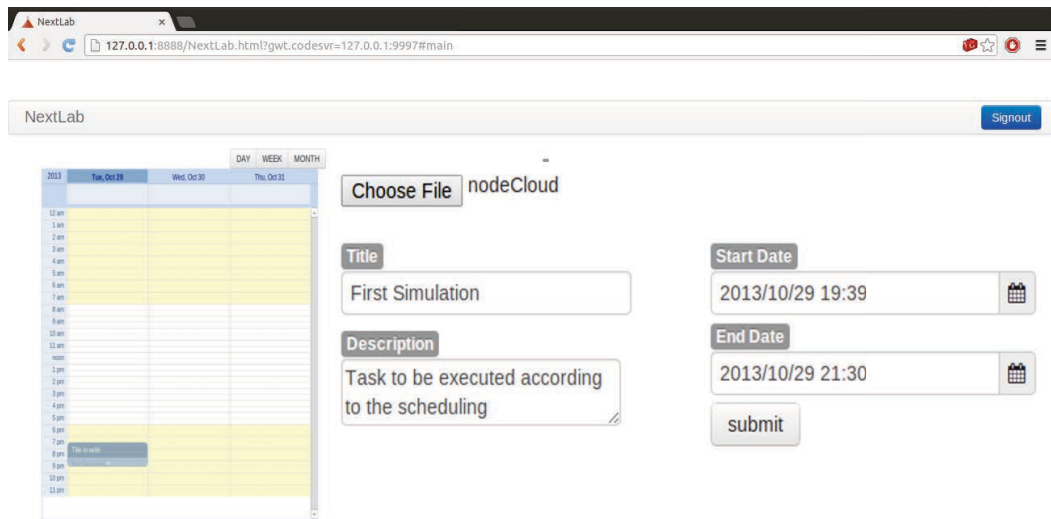 NextLab
127.0.0.1:8888/NextLab.html?gwt.codesvr=127.0.0.1:9997#main
NextLab
Signout
DAY WEEK MONTH
2013 Tue, Oct 29 Wed, Oct 30 Thu, Oct 31
12 am
1 am
2 am
3 am
4 am
5 am
6 am
7 am
8 am
9 am
10 am
11 am
noon
1 pm
2 pm
3 pm
4 pm
5 pm
6 pm
7 pm
8 pm
9 pm
10 pm
11 pm
Choose File nodeCloud
Title
First Simulation
Description
Task to be executed according
to the scheduling
Start Date
2013/10/29 19:39
End Date
2013/10/29 21:30
submit